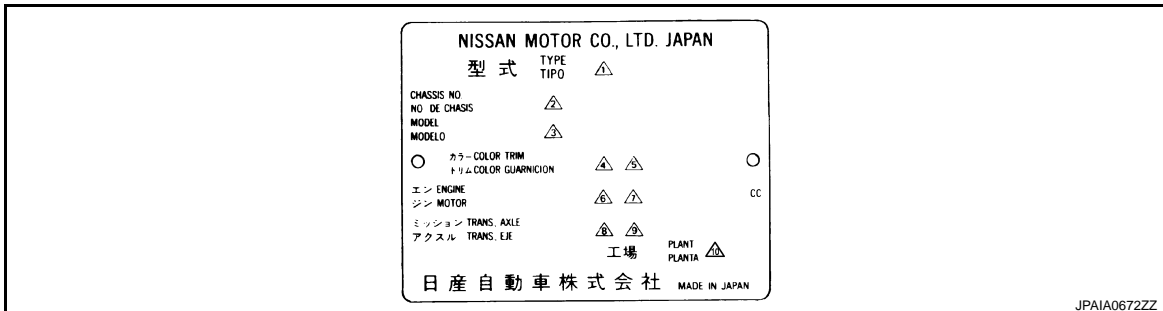 NISSAN MOTOR CO., LTD. JAPAN
型式 TYPE
TIPO 1
CHASSIS NO
NO DE CHASIS 2
MODEL
MODELO 3
カラー COLOR TRIM
トリム COLOR GUARNICION 4 5
エン ENGINE
ジン MOTOR 6 7 CC
ミッション TRANS. AXLE
アクスル TRANS. EJE 8 9
工場 PLANT
PLANTA 10
日産自動車株式会社 MADE IN JAPAN
JPAIA0672ZZ